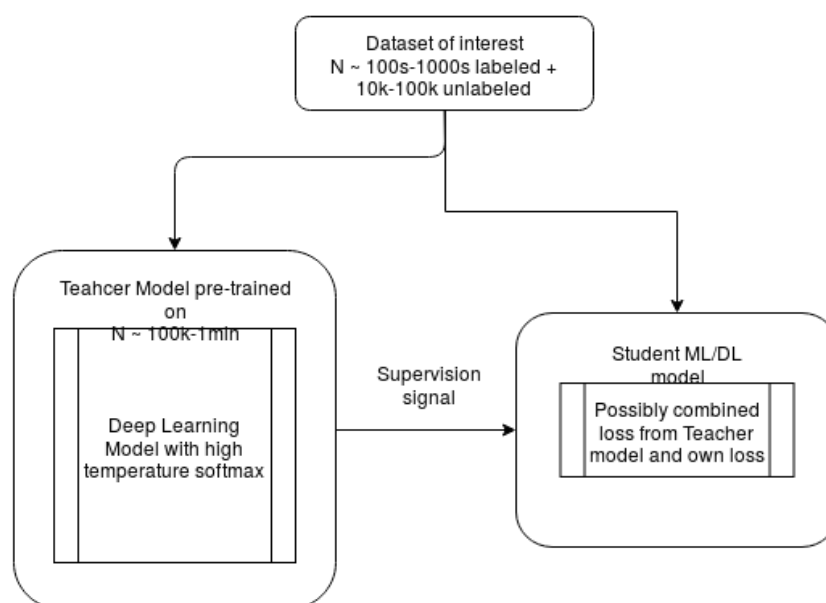 Dataset of interest
N ~ 100s-1000s labeled +
10k-100k unlabeled
Teahcer Model pre-trained
on
N ~ 100k-1mln
Deep Learning
Model with high
temperature softmax
Supervision
signal
Student ML/DL
model
Possibly combined
loss from Teacher
model and own loss